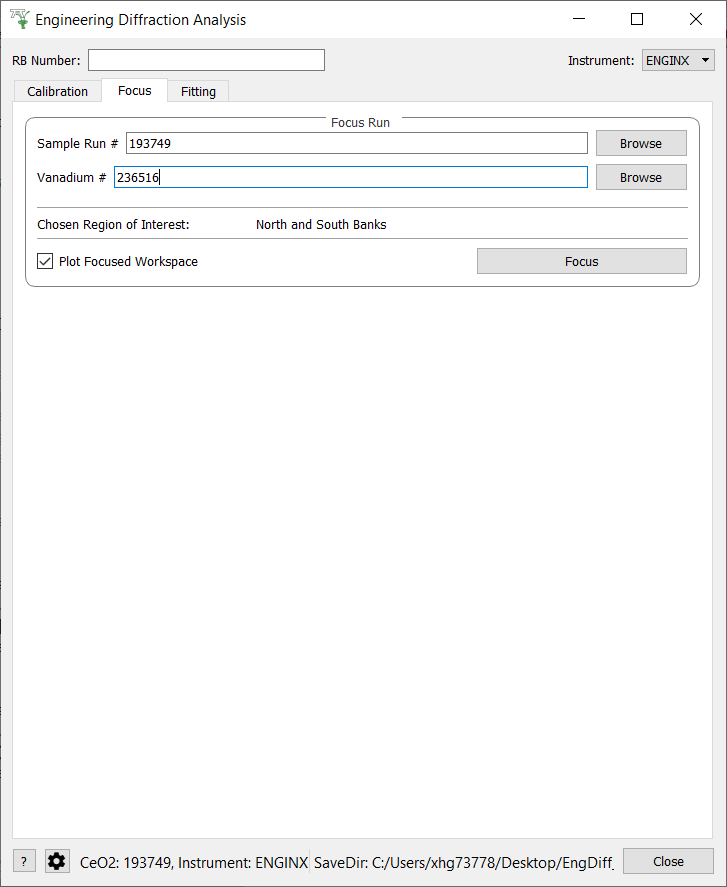 Engineering Diffraction Analysis
RB Number: Instrument: ENGINX
Calibration Focus Fitting
Focus Run
Sample Run # 193749 Browse
Vanadium # 236516 Browse
Chosen Region of Interest: North and South Banks
Plot Focused Workspace Focus
? CeO2: 193749, Instrument: ENGINX SaveDir: C:/Users/xhg73778/Desktop/EngDiff_ Close